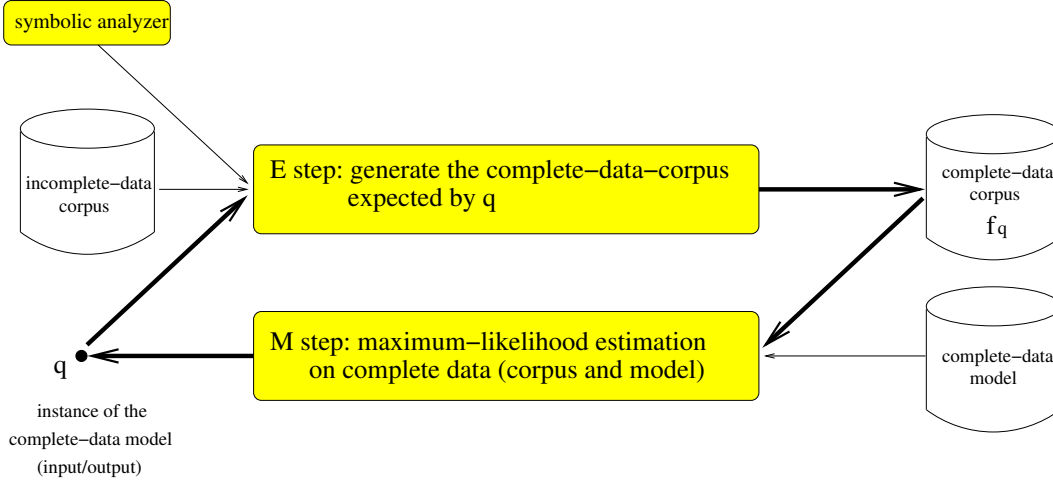 symbolic analyzer
incomplete−data
corpus
E step: generate the complete−data−corpus
expected by q
complete−data
corpus
fq
M step: maximum−likelihood estimation
on complete data (corpus and model)
complete−data
model
q
instance of the
complete−data model
(input/output)